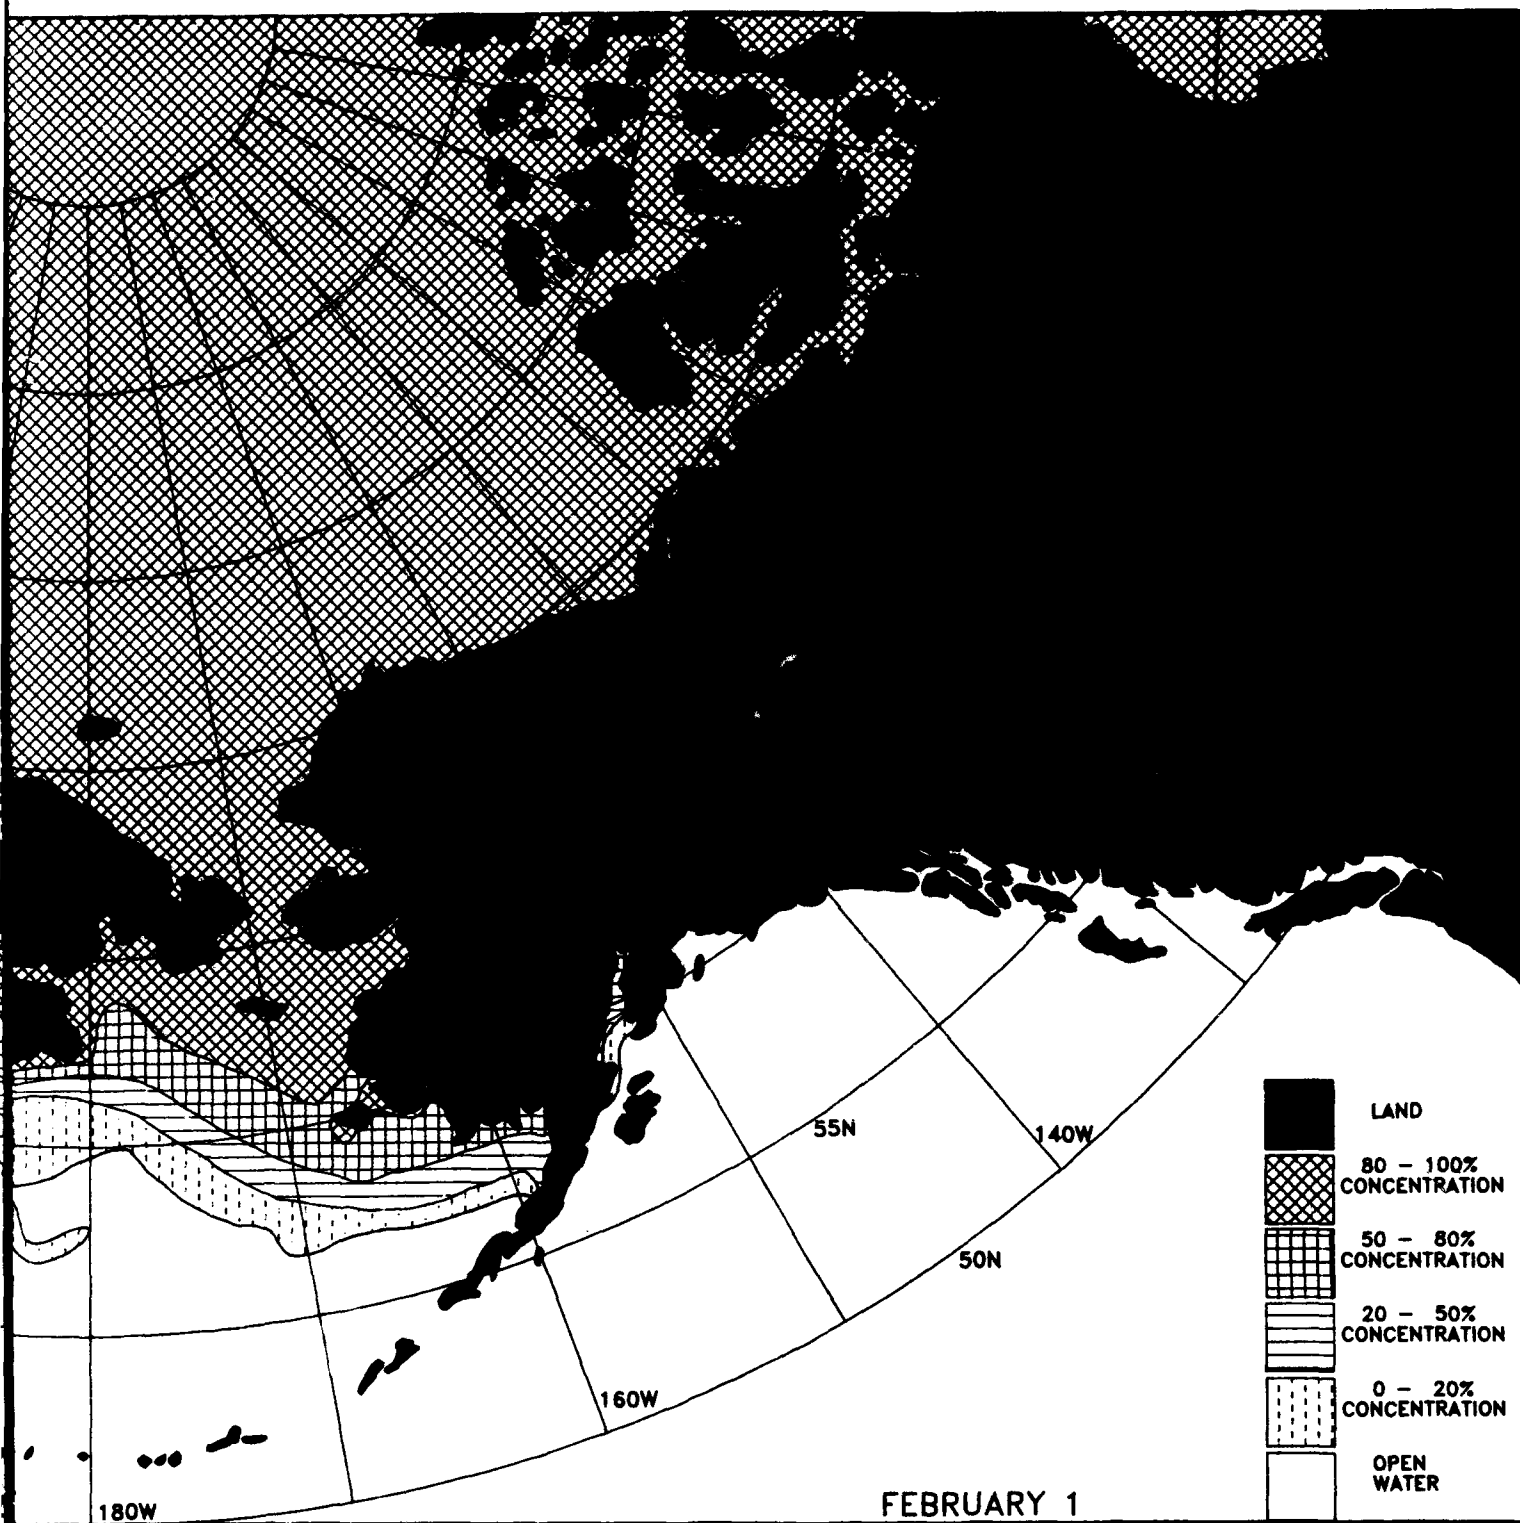 55N
140W
50N
160W
180W
FEBRUARY 1
LAND
80 - 100%
CONCENTRATION
50 - 80%
CONCENTRATION
20 - 50%
CONCENTRATION
0 - 20%
CONCENTRATION
OPEN
WATER